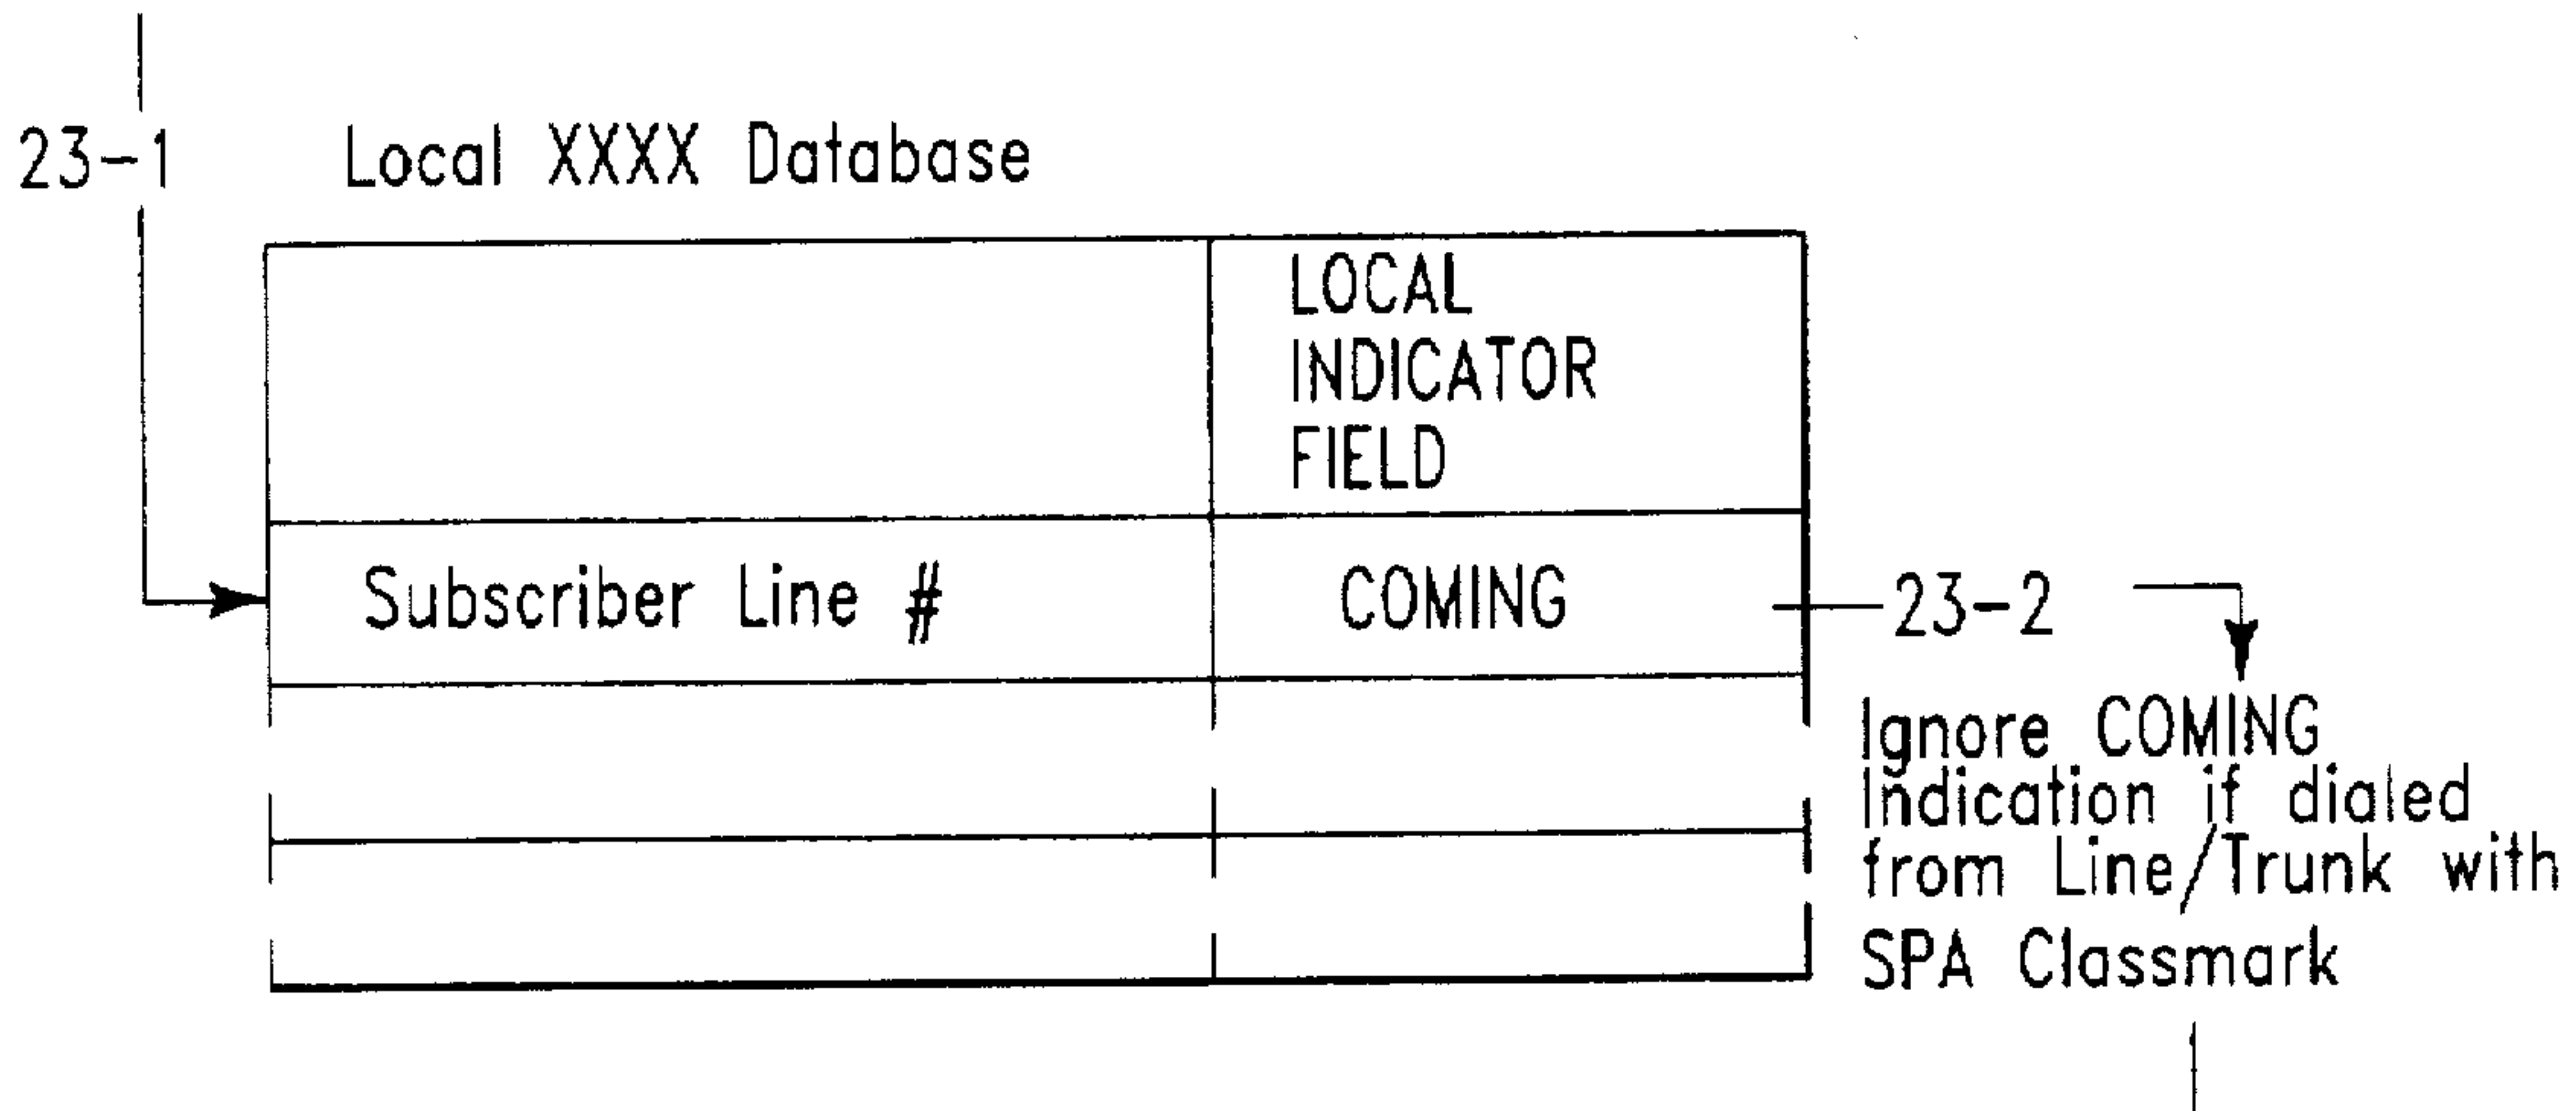 23-1
Local XXXX Database
LOCAL
INDICATOR
FIELD
Subscriber Line #
COMING
23-2
Ignore COMING
Indication if dialed
from Line/Trunk with
SPA Classmark